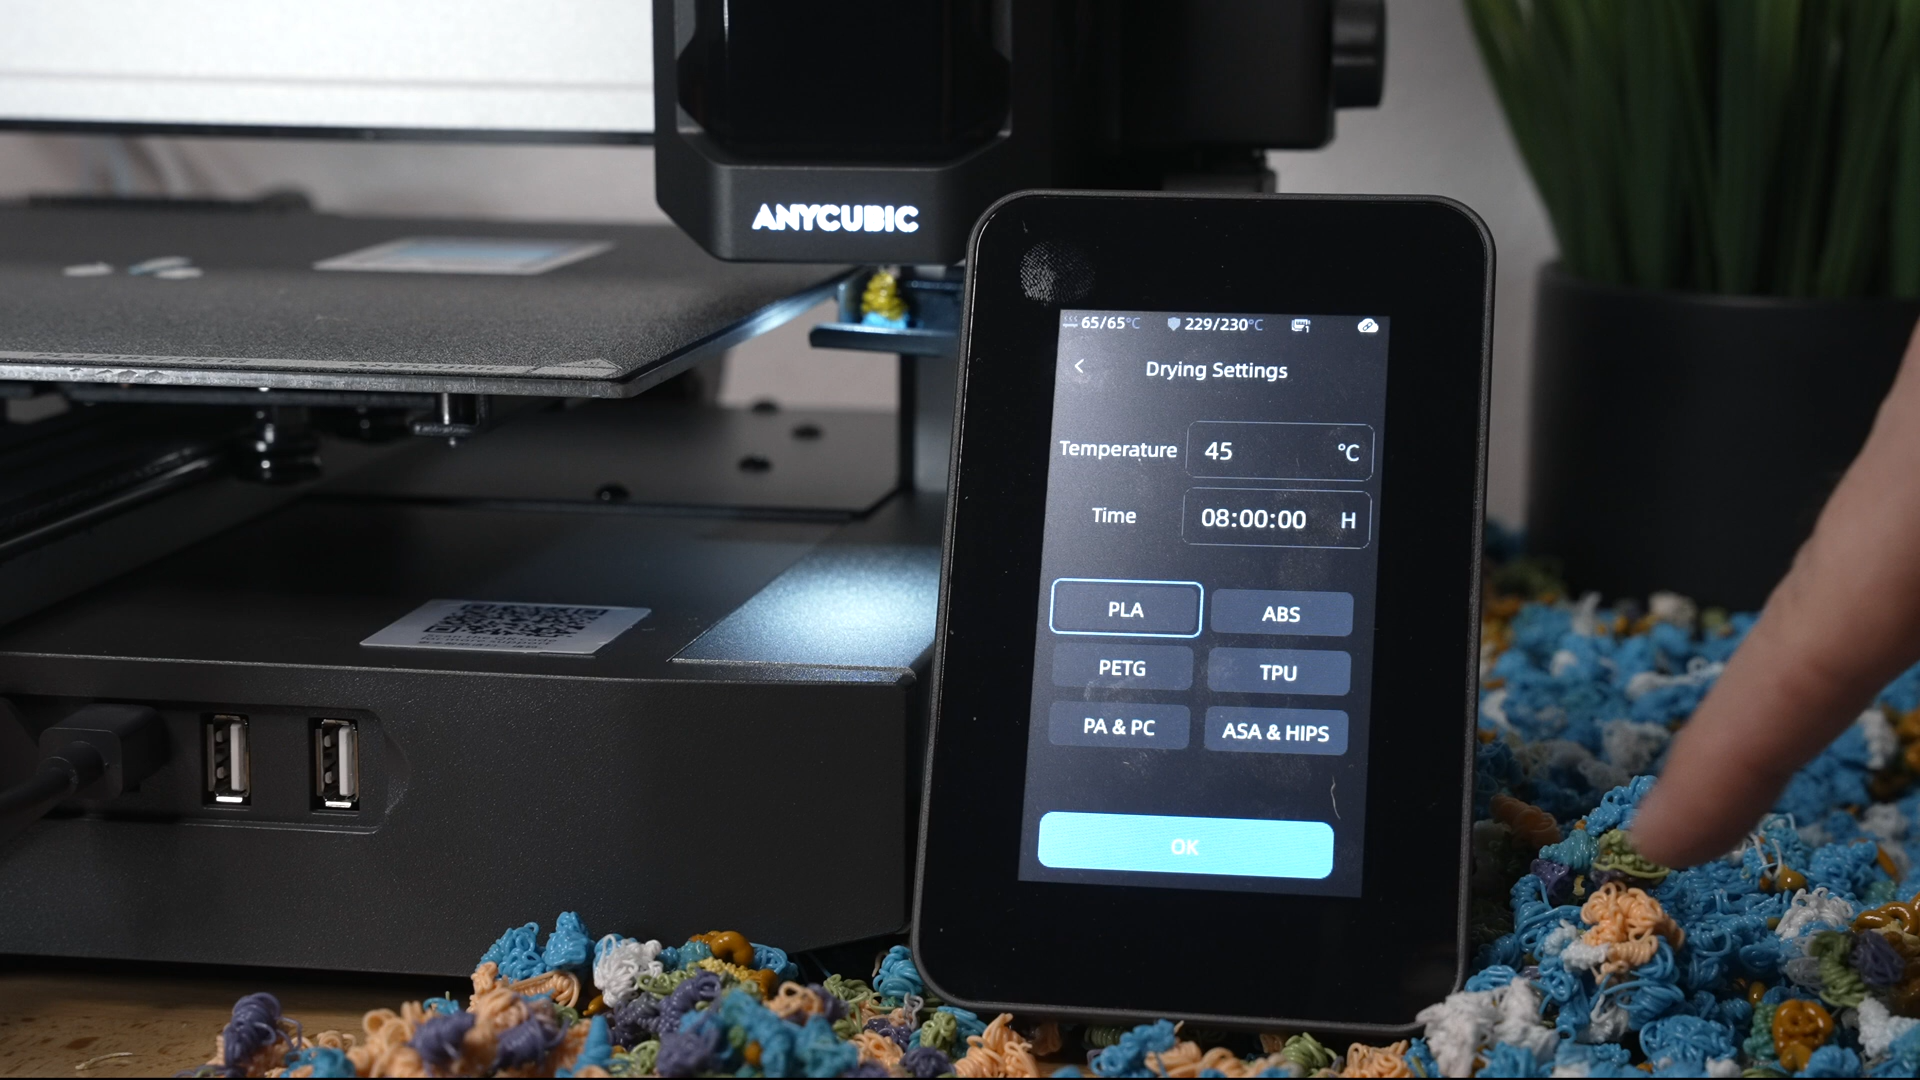 ANYCUBIC
65/65°C 229/230°C 1
Drying Settings
Temperature 45 °C
Time 08:00:00 H
PLA ABS
PETG TPU
PA & PC ASA & HIPS
OK